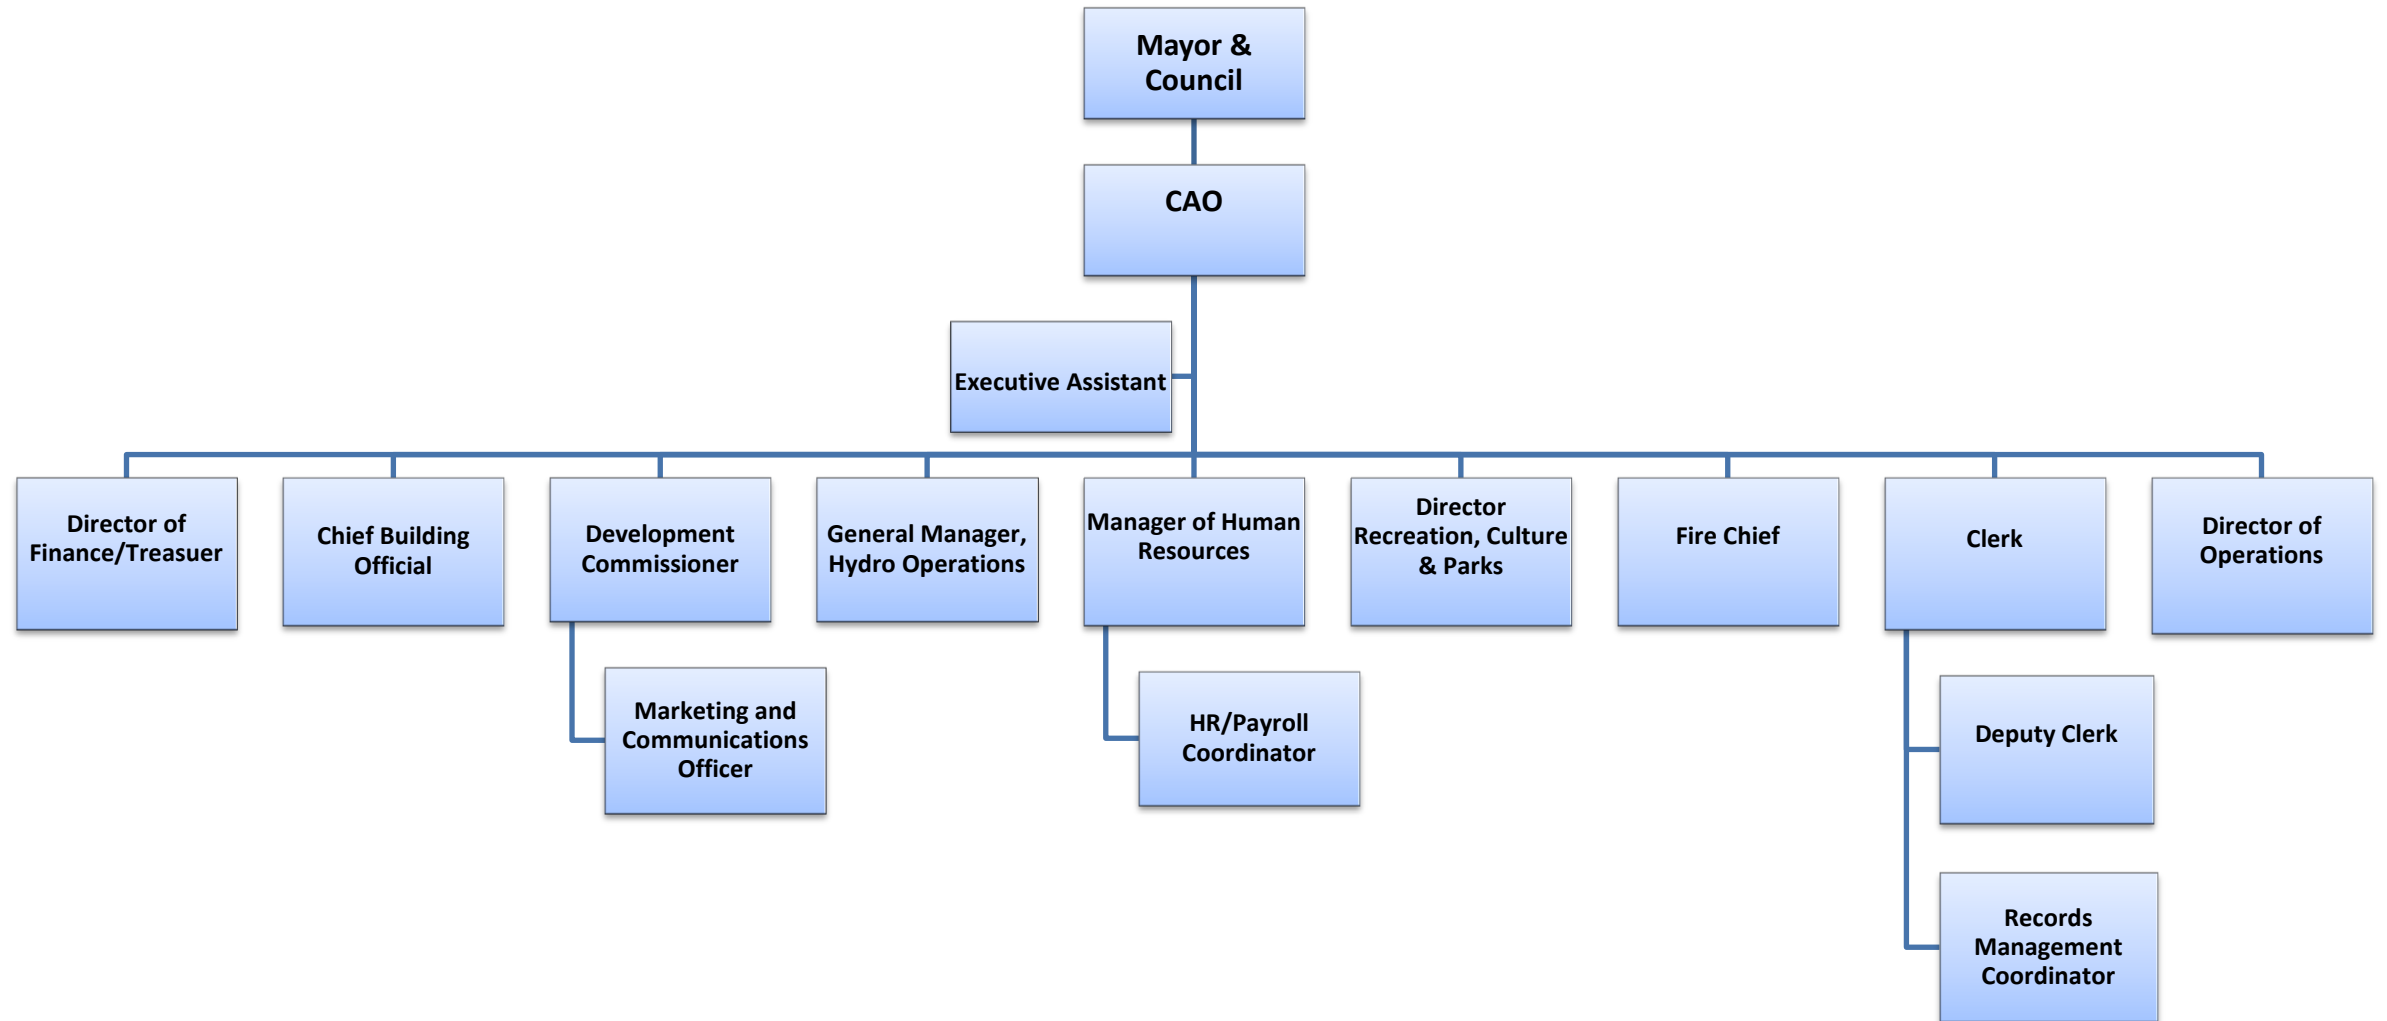 Mayor &
Council
CAO
Executive Assistant
Director of
Finance/Treasuer
Chief Building
Official
Development
Commissioner
General Manager,
Hydro Operations
Manager of Human
Resources
Director
Recreation, Culture
& Parks
Fire Chief
Clerk
Director of
Operations
Marketing and
Communications
Officer
HR/Payroll
Coordinator
Deputy Clerk
Records
Management
Coordinator